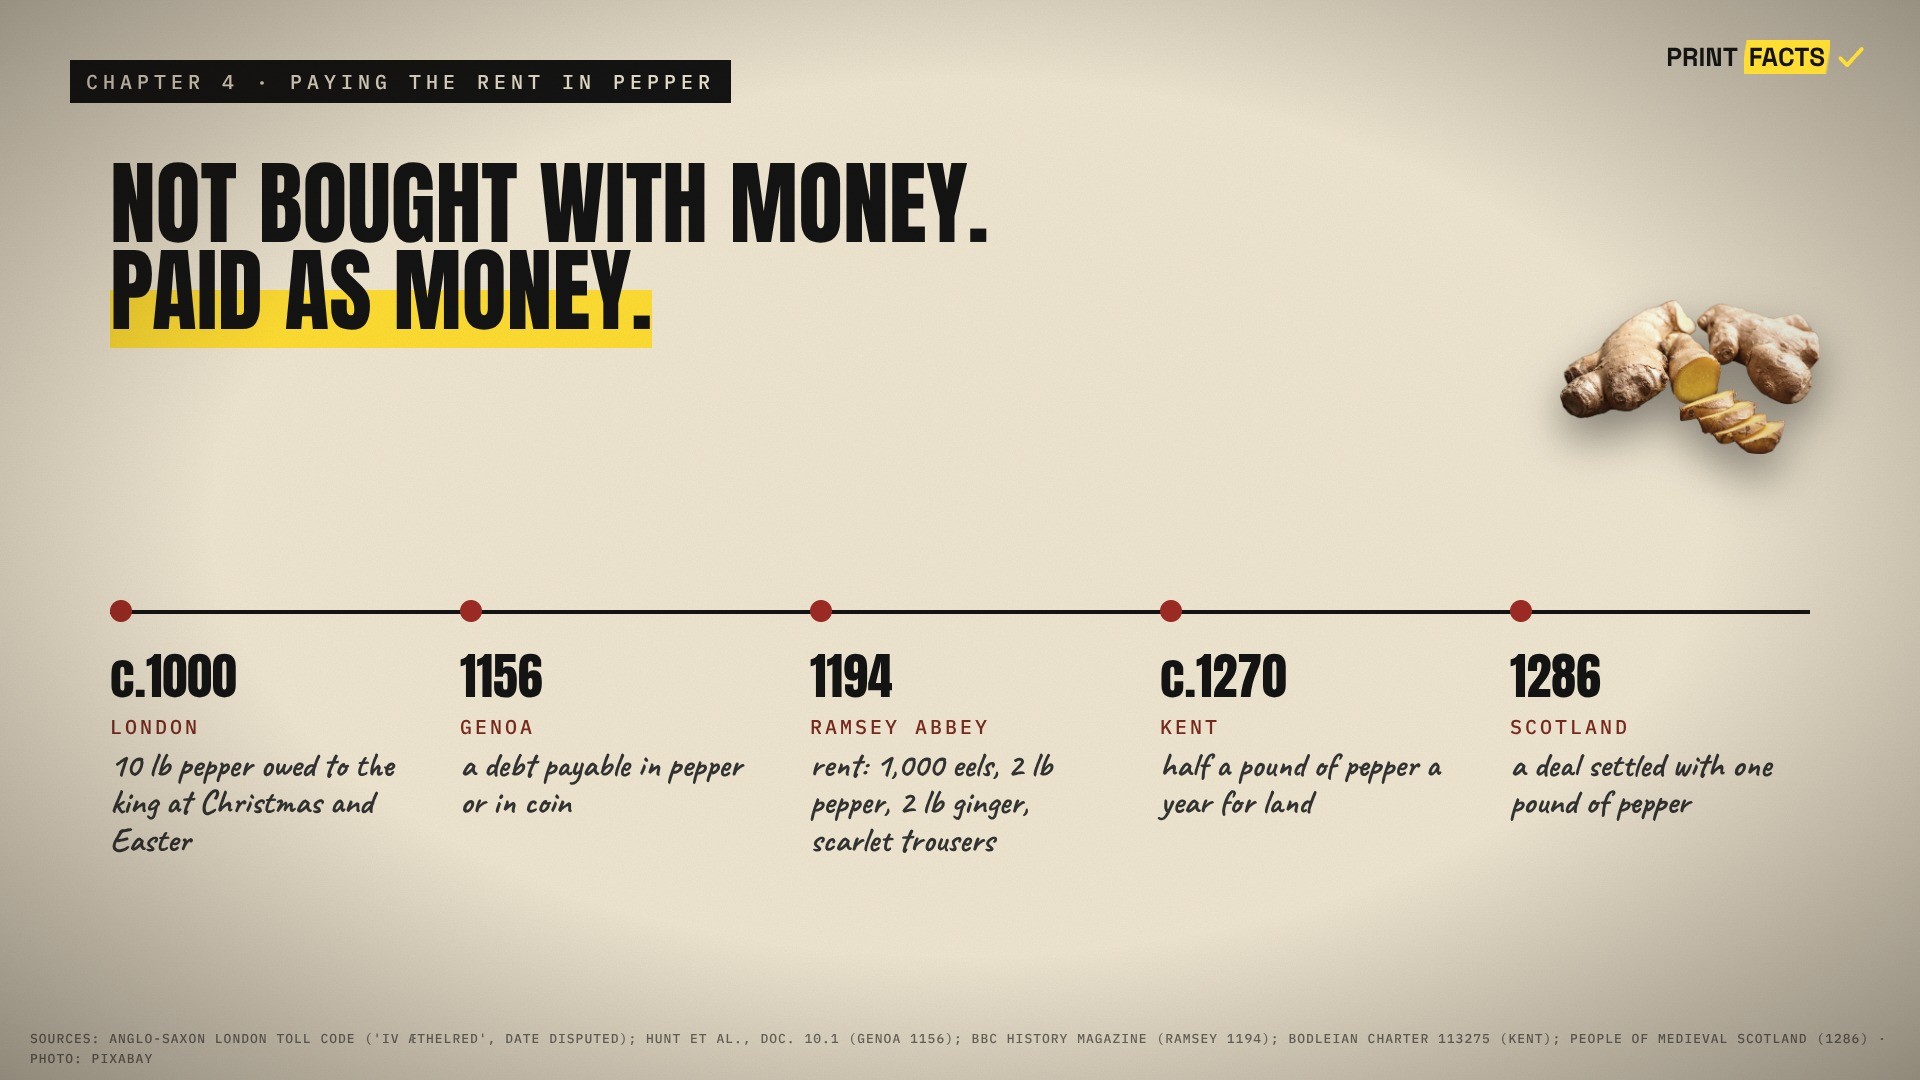 CHAPTER 4 · PAYING THE RENT IN PEPPER
PRINT FACTS
NOT BOUGHT WITH MONEY.
PAID AS MONEY.
c.1000
LONDON
10 lb pepper owed to the
king at Christmas and
Easter
1156
GENOA
a debt payable in pepper
or in coin
1194
RAMSEY ABBEY
rent: 1,000 eels, 2 lb
pepper, 2 lb ginger,
scarlet trousers
c.1270
KENT
half a pound of pepper a
year for land
1286
SCOTLAND
a deal settled with one
pound of pepper
SOURCES: ANGLO-SAXON LONDON TOLL CODE ('IV ÆTHELRED', DATE DISPUTED); HUNT ET AL., DOC. 10.1 (GENOA 1156); BBC HISTORY MAGAZINE (RAMSEY 1194); BODLEIAN CHARTER 113275 (KENT); PEOPLE OF MEDIEVAL SCOTLAND (1286) ·
PHOTO: PIXABAY